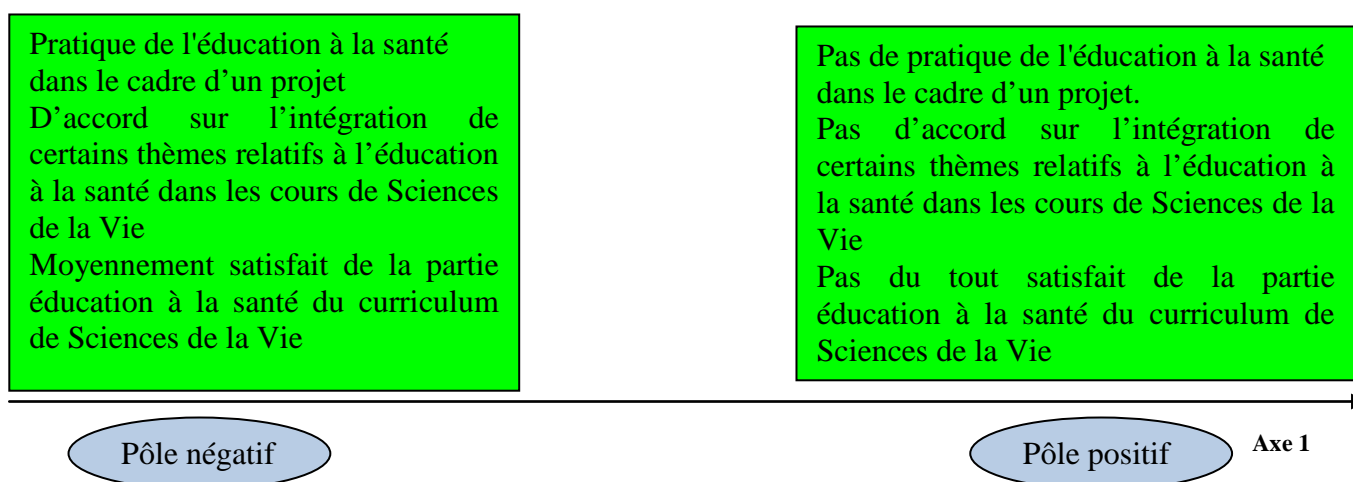 Pratique de l'éducation à la santé
dans le cadre d’un projet
D’accord sur l’intégration de
certains thèmes relatifs à l’éducation
à la santé dans les cours de Sciences
de la Vie
Moyennement satisfait de la partie
éducation à la santé du curriculum
de Sciences de la Vie
Pas de pratique de l'éducation à la santé
dans le cadre d’un projet.
Pas d’accord sur l’intégration de
certains thèmes relatifs à l’éducation à
la santé dans les cours de Sciences de la
Vie
Pas du tout satisfait de la partie
éducation à la santé du curriculum de
Sciences de la Vie
Pôle négatif
Pôle positif
Axe 1